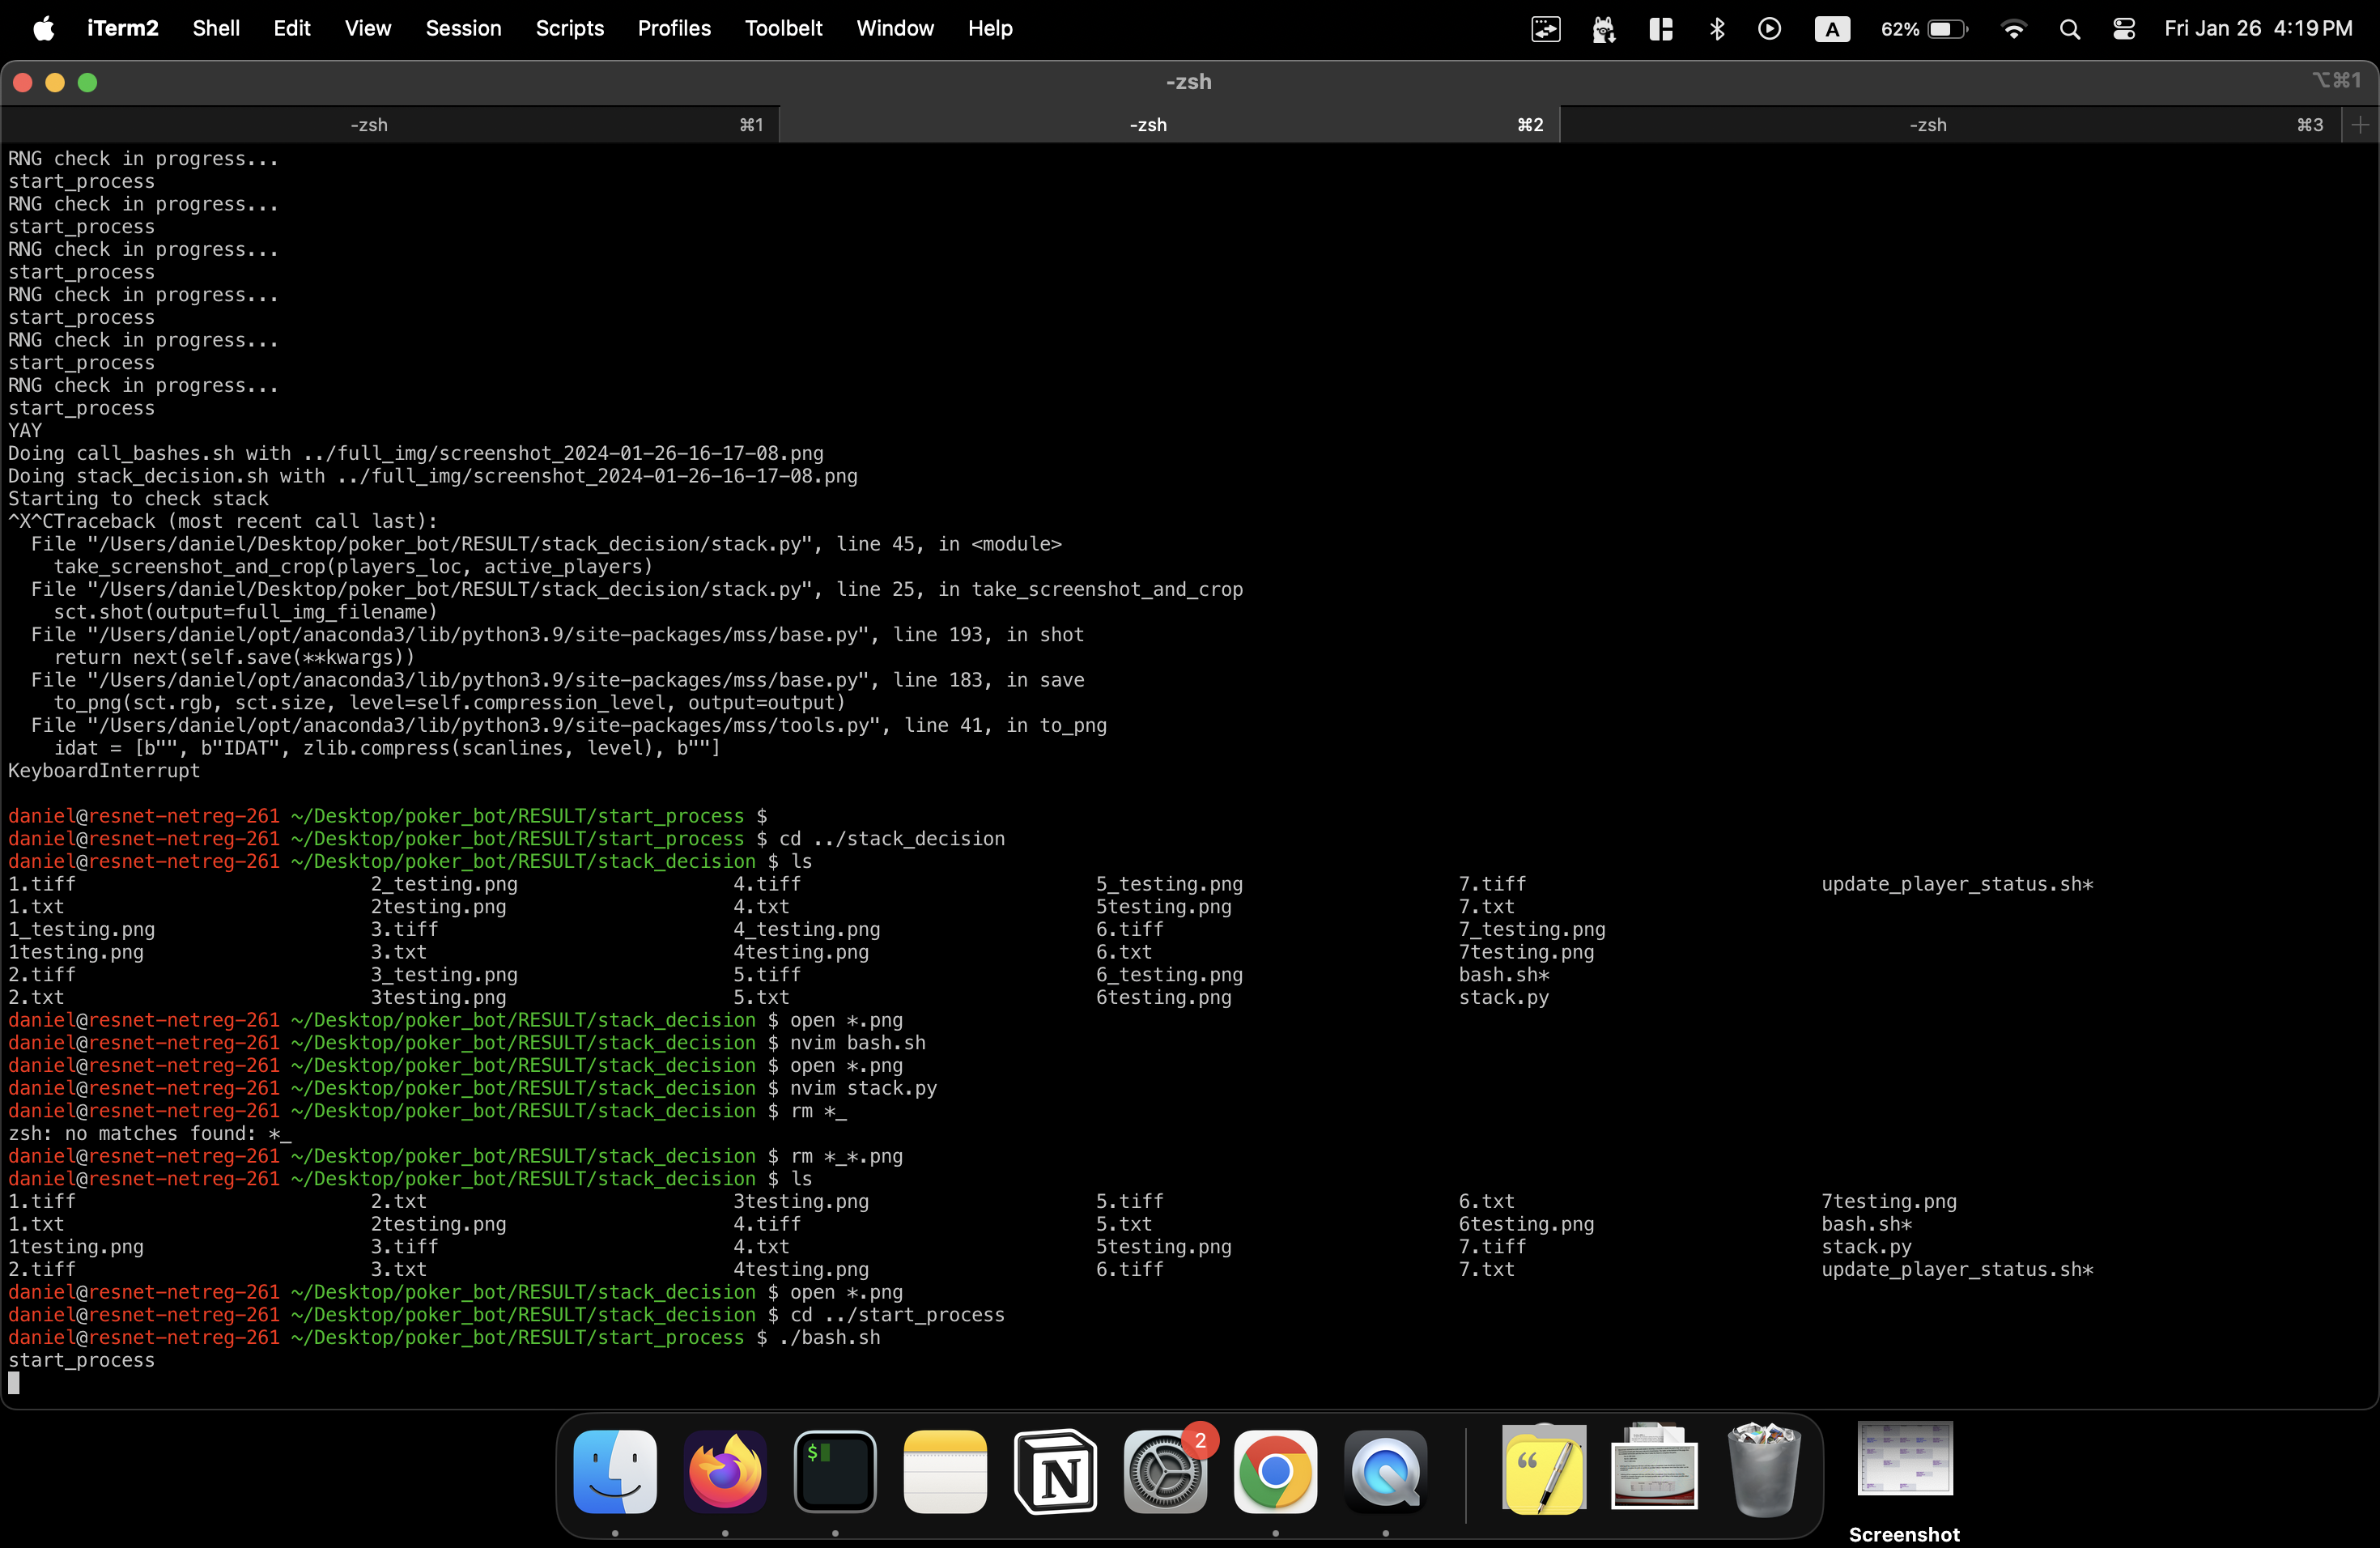 iTerm2 Shell Edit View Session Scripts Profiles Toolbelt Window Help A 62% Fri Jan 26 4:19 PM
-zsh ⌥⌘1
-zsh ⌘1 -zsh ⌘2 -zsh ⌘3
RNG check in progress...
start_process
RNG check in progress...
start_process
RNG check in progress...
start_process
RNG check in progress...
start_process
RNG check in progress...
start_process
RNG check in progress...
start_process
YAY
Doing call_bashes.sh with ../full_img/screenshot_2024-01-26-16-17-08.png
Doing stack_decision.sh with ../full_img/screenshot_2024-01-26-16-17-08.png
Starting to check stack
^X^CTraceback (most recent call last):
  File "/Users/daniel/Desktop/poker_bot/RESULT/stack_decision/stack.py", line 45, in <module>
    take_screenshot_and_crop(players_loc, active_players)
  File "/Users/daniel/Desktop/poker_bot/RESULT/stack_decision/stack.py", line 25, in take_screenshot_and_crop
    sct.shot(output=full_img_filename)
  File "/Users/daniel/opt/anaconda3/lib/python3.9/site-packages/mss/base.py", line 193, in shot
    return next(self.save(**kwargs))
  File "/Users/daniel/opt/anaconda3/lib/python3.9/site-packages/mss/base.py", line 183, in save
    to_png(sct.rgb, sct.size, level=self.compression_level, output=output)
  File "/Users/daniel/opt/anaconda3/lib/python3.9/site-packages/mss/tools.py", line 41, in to_png
    idat = [b"", b"IDAT", zlib.compress(scanlines, level), b""]
KeyboardInterrupt
daniel@resnet-netreg-261 ~/Desktop/poker_bot/RESULT/start_process $
daniel@resnet-netreg-261 ~/Desktop/poker_bot/RESULT/start_process $ cd ../stack_decision
daniel@resnet-netreg-261 ~/Desktop/poker_bot/RESULT/stack_decision $ ls
1.tiff 2_testing.png 4.tiff 5_testing.png 7.tiff update_player_status.sh*
1.txt 2testing.png 4.txt 5testing.png 7.txt
1_testing.png 3.tiff 4_testing.png 6.tiff 7_testing.png
1testing.png 3.txt 4testing.png 6.txt 7testing.png
2.tiff 3_testing.png 5.tiff 6_testing.png bash.sh*
2.txt 3testing.png 5.txt 6testing.png stack.py
daniel@resnet-netreg-261 ~/Desktop/poker_bot/RESULT/stack_decision $ open *.png
daniel@resnet-netreg-261 ~/Desktop/poker_bot/RESULT/stack_decision $ nvim bash.sh
daniel@resnet-netreg-261 ~/Desktop/poker_bot/RESULT/stack_decision $ open *.png
daniel@resnet-netreg-261 ~/Desktop/poker_bot/RESULT/stack_decision $ nvim stack.py
daniel@resnet-netreg-261 ~/Desktop/poker_bot/RESULT/stack_decision $ rm *_
zsh: no matches found: *_
daniel@resnet-netreg-261 ~/Desktop/poker_bot/RESULT/stack_decision $ rm *_*.png
daniel@resnet-netreg-261 ~/Desktop/poker_bot/RESULT/stack_decision $ ls
1.tiff 2.txt 3testing.png 5.tiff 6.txt 7testing.png
1.txt 2testing.png 4.tiff 5.txt 6testing.png bash.sh*
1testing.png 3.tiff 4.txt 5testing.png 7.tiff stack.py
2.tiff 3.txt 4testing.png 6.tiff 7.txt update_player_status.sh*
daniel@resnet-netreg-261 ~/Desktop/poker_bot/RESULT/stack_decision $ open *.png
daniel@resnet-netreg-261 ~/Desktop/poker_bot/RESULT/stack_decision $ cd ../start_process
daniel@resnet-netreg-261 ~/Desktop/poker_bot/RESULT/start_process $ ./bash.sh
start_process
$
N
2
Screenshot